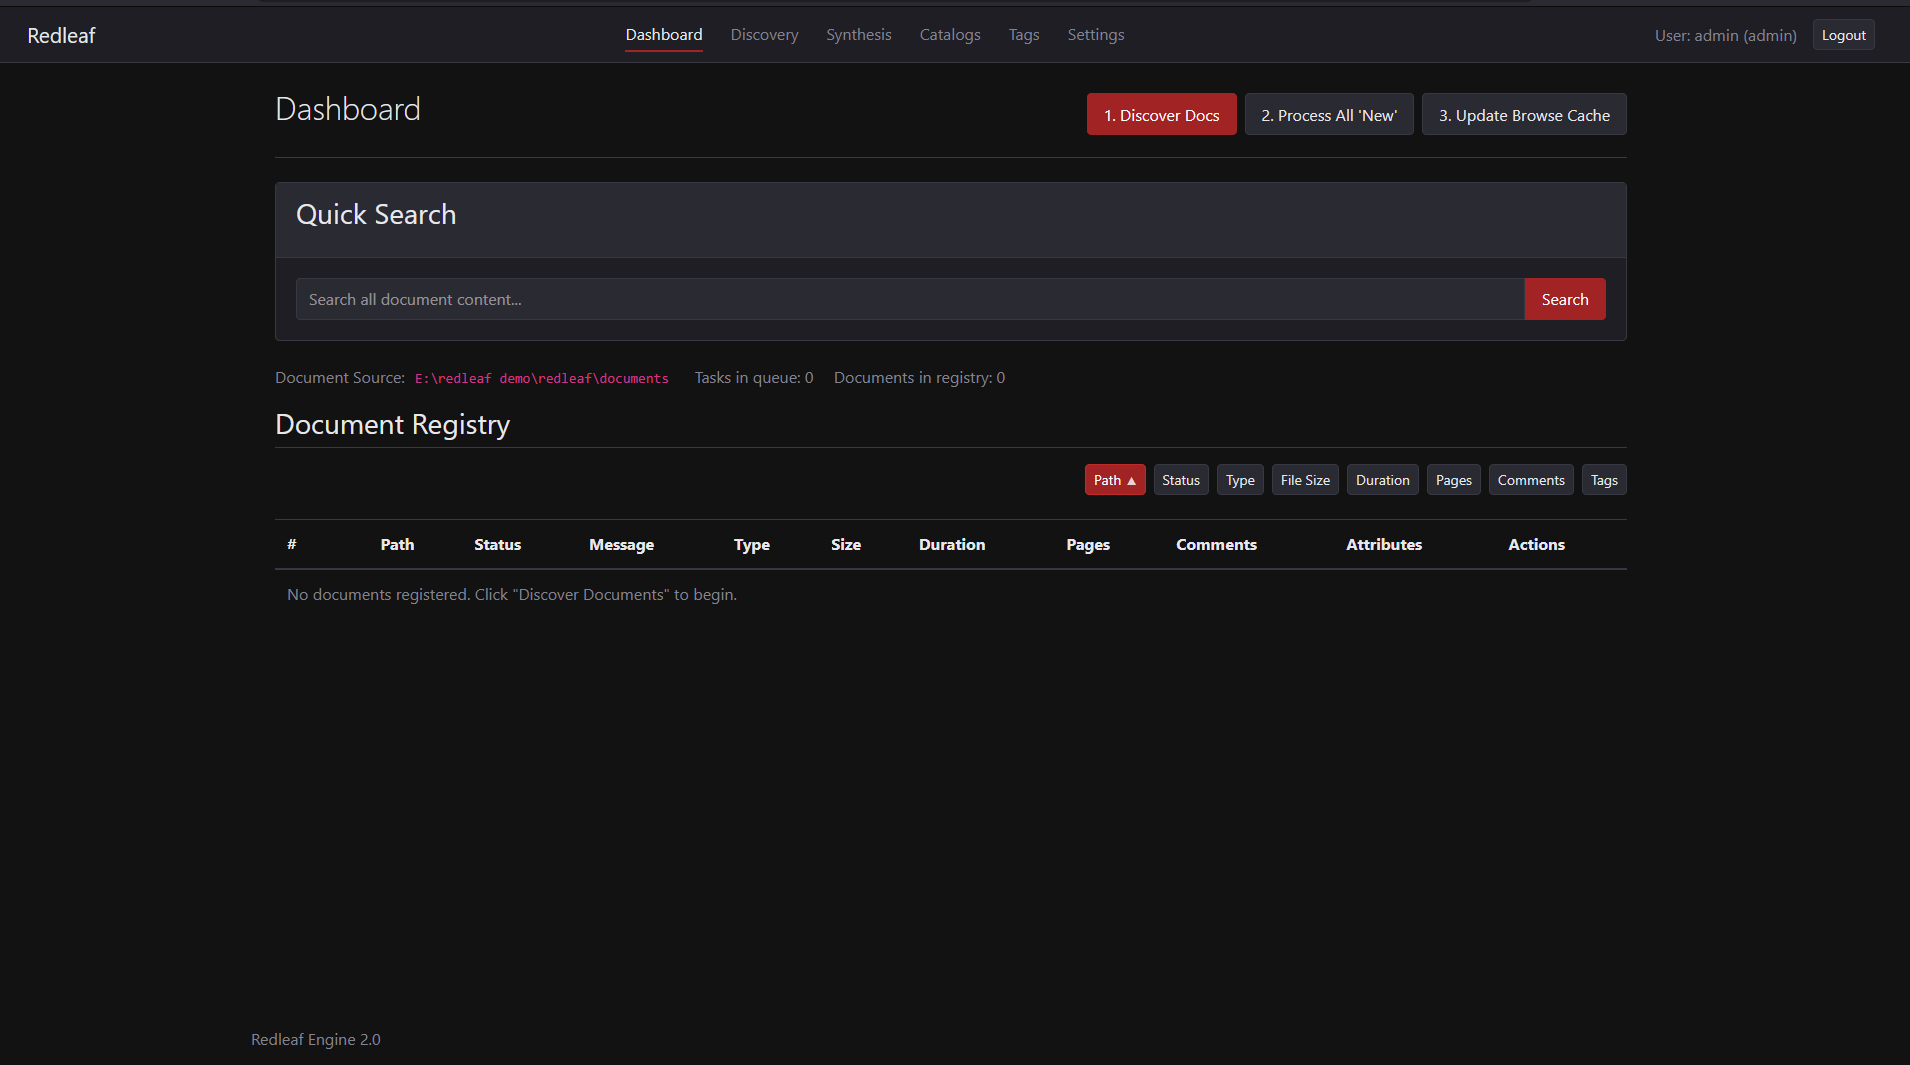 Redleaf Dashboard Discovery Synthesis Catalogs Tags Settings User: admin (admin) Logout
Dashboard 1. Discover Docs 2. Process All 'New' 3. Update Browse Cache
Quick Search
Search all document content... Search
Document Source: E:\redleaf demo\redleaf\documents Tasks in queue: 0 Documents in registry: 0
Document Registry
Path ▲ Status Type File Size Duration Pages Comments Tags
# Path Status Message Type Size Duration Pages Comments Attributes Actions
No documents registered. Click "Discover Documents" to begin.
Redleaf Engine 2.0